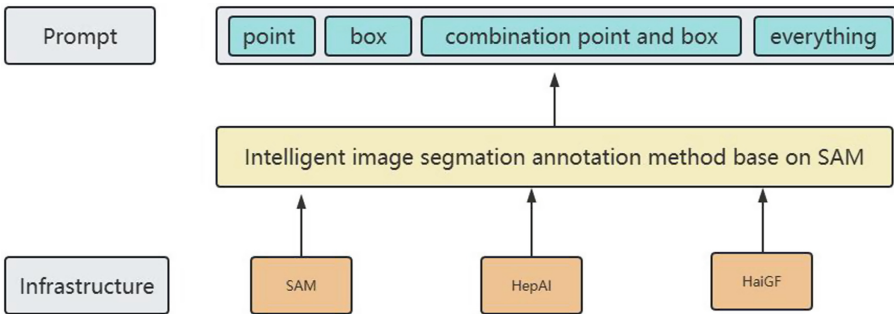 Prompt
point
box
combination point and box
everything
Intelligent image segmation annotation method base on SAM
Infrastructure
SAM
HepAI
HaiGF